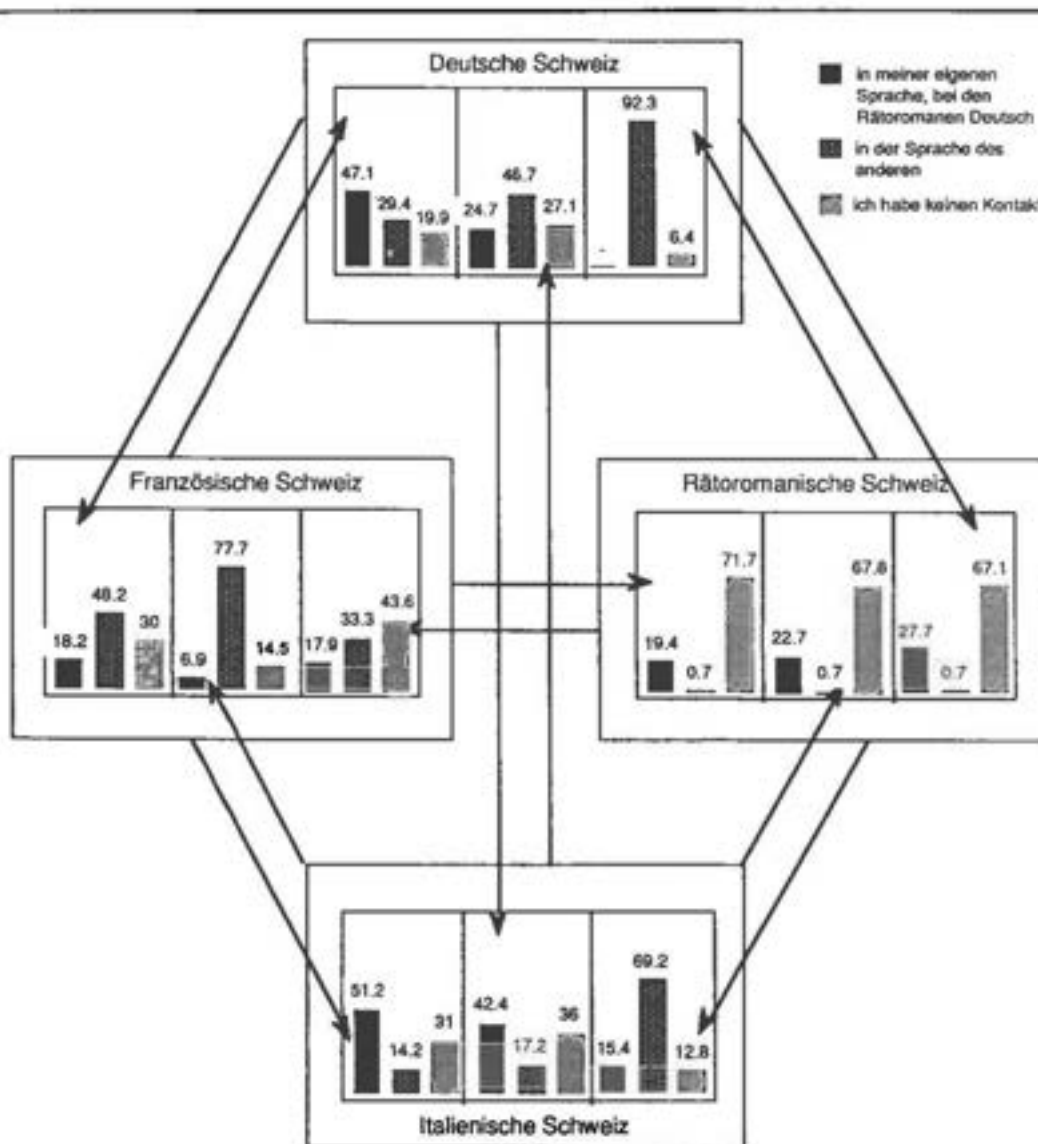 Deutsche Schweiz
in meiner eigenen
Sprache, bei den
Rätoromanen Deutsch
in der Sprache des
anderen
ich habe keinen Kontakt
47.1 29.4 19.9 24.7 46.7 27.1 - 92.3 6.4
Französische Schweiz
18.2 48.2 30 6.9 77.7 14.5 17.9 33.3 43.6
Rätoromanische Schweiz
19.4 0.7 71.7 22.7 0.7 67.8 27.7 0.7 67.1
51.2 14.2 31 42.4 17.2 36 15.4 69.2 12.8
Italienische Schweiz